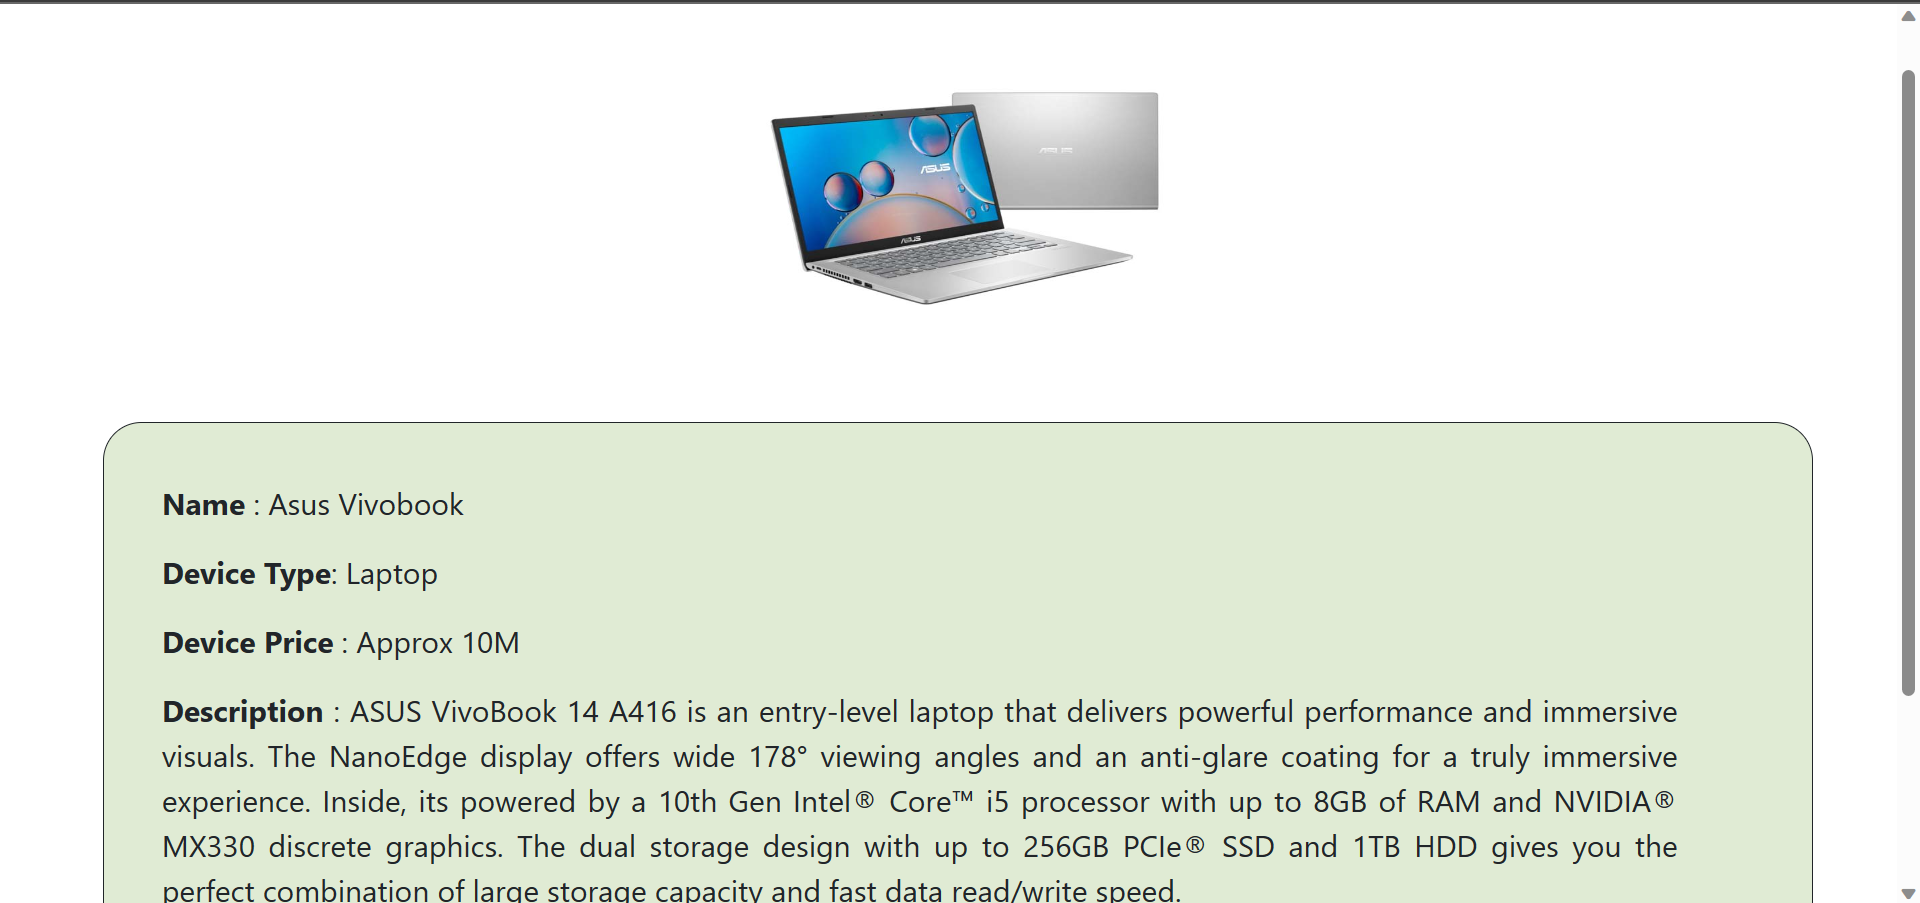 ASUS
ASUS
ASUS
Name : Asus Vivobook
Device Type: Laptop
Device Price : Approx 10M
Description : ASUS VivoBook 14 A416 is an entry-level laptop that delivers powerful performance and immersive
visuals. The NanoEdge display offers wide 178° viewing angles and an anti-glare coating for a truly immersive
experience. Inside, its powered by a 10th Gen Intel® Core™ i5 processor with up to 8GB of RAM and NVIDIA®
MX330 discrete graphics. The dual storage design with up to 256GB PCIe® SSD and 1TB HDD gives you the
perfect combination of large storage capacity and fast data read/write speed.